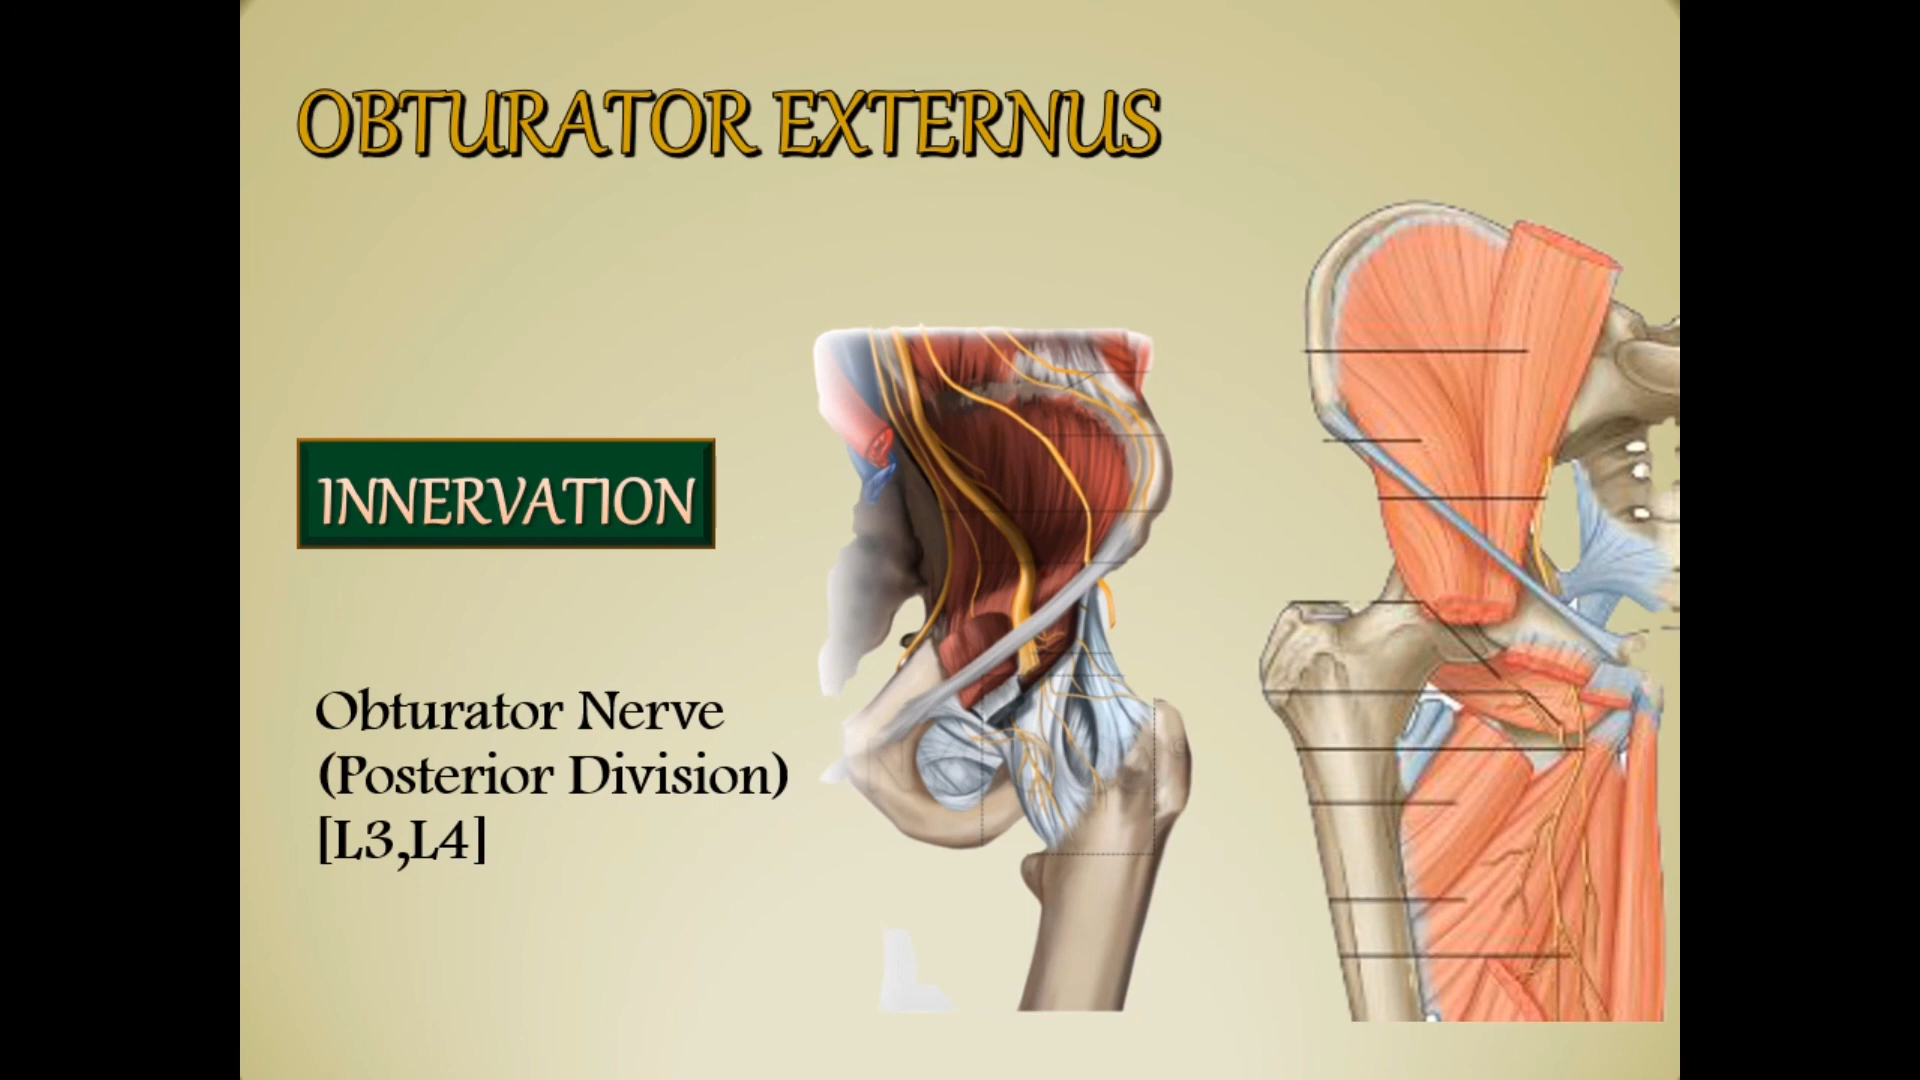 OBTURATOR EXTERNUS
INNERVATION
Obturator Nerve
(Posterior Division)
[L3,L4]